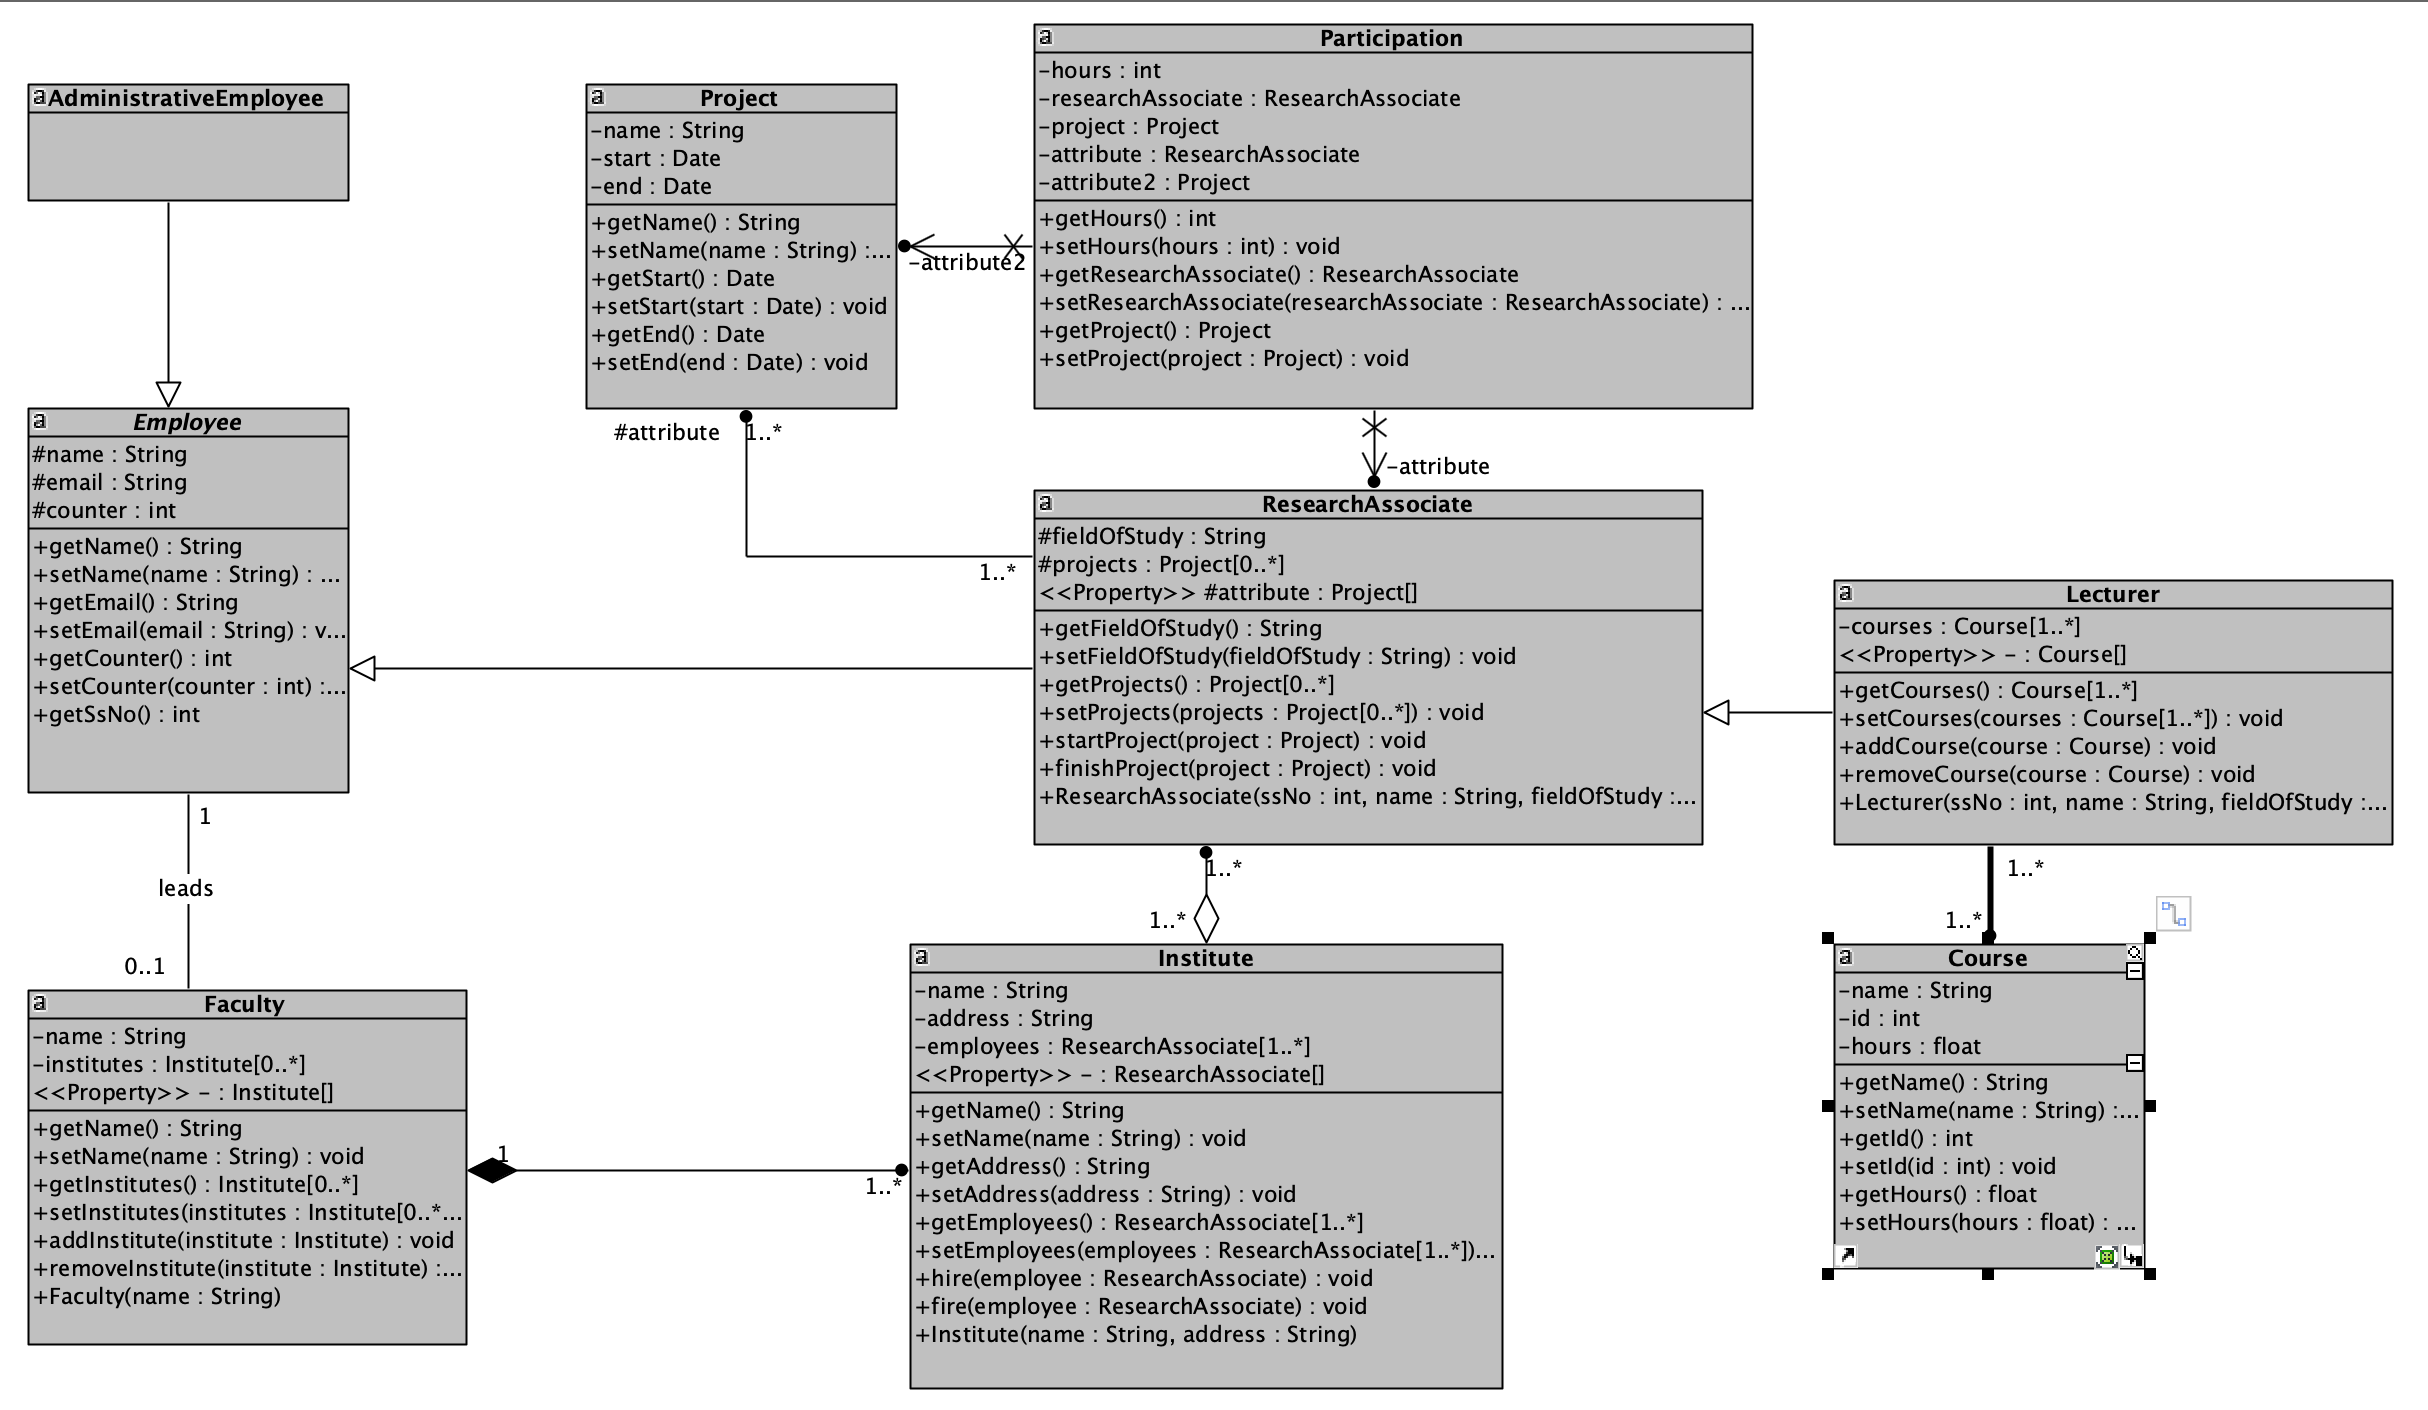 AdministrativeEmployee
Project
-name : String
-start : Date
-end : Date
+getName() : String
+setName(name : String) :...
+getStart() : Date
+setStart(start : Date) : void
+getEnd() : Date
+setEnd(end : Date) : void
Participation
-hours : int
-researchAssociate : ResearchAssociate
-project : Project
-attribute : ResearchAssociate
-attribute2 : Project
+getHours() : int
+setHours(hours : int) : void
+getResearchAssociate() : ResearchAssociate
+setResearchAssociate(researchAssociate : ResearchAssociate) : ...
+getProject() : Project
+setProject(project : Project) : void
-attribute2
#attribute
1..*
1..*
-attribute
Employee
#name : String
#email : String
#counter : int
+getName() : String
+setName(name : String) : ...
+getEmail() : String
+setEmail(email : String) : v...
+getCounter() : int
+setCounter(counter : int) :...
+getSsNo() : int
ResearchAssociate
#fieldOfStudy : String
#projects : Project[0..*]
<<Property>> #attribute : Project[]
+getFieldOfStudy() : String
+setFieldOfStudy(fieldOfStudy : String) : void
+getProjects() : Project[0..*]
+setProjects(projects : Project[0..*]) : void
+startProject(project : Project) : void
+finishProject(project : Project) : void
+ResearchAssociate(ssNo : int, name : String, fieldOfStudy :...
Lecturer
-courses : Course[1..*]
<<Property>> - : Course[]
+getCourses() : Course[1..*]
+setCourses(courses : Course[1..*]) : void
+addCourse(course : Course) : void
+removeCourse(course : Course) : void
+Lecturer(ssNo : int, name : String, fieldOfStudy :...
1
leads
0..1
1..*
1..*
1..*
1..*
Faculty
-name : String
-institutes : Institute[0..*]
<<Property>> - : Institute[]
+getName() : String
+setName(name : String) : void
+getInstitutes() : Institute[0..*]
+setInstitutes(institutes : Institute[0..*...
+addInstitute(institute : Institute) : void
+removeInstitute(institute : Institute) :...
+Faculty(name : String)
1
1..*
Institute
-name : String
-address : String
-employees : ResearchAssociate[1..*]
<<Property>> - : ResearchAssociate[]
+getName() : String
+setName(name : String) : void
+getAddress() : String
+setAddress(address : String) : void
+getEmployees() : ResearchAssociate[1..*]
+setEmployees(employees : ResearchAssociate[1..*])...
+hire(employee : ResearchAssociate) : void
+fire(employee : ResearchAssociate) : void
+Institute(name : String, address : String)
Course
-name : String
-id : int
-hours : float
+getName() : String
+setName(name : String) :...
+getId() : int
+setId(id : int) : void
+getHours() : float
+setHours(hours : float) : ...